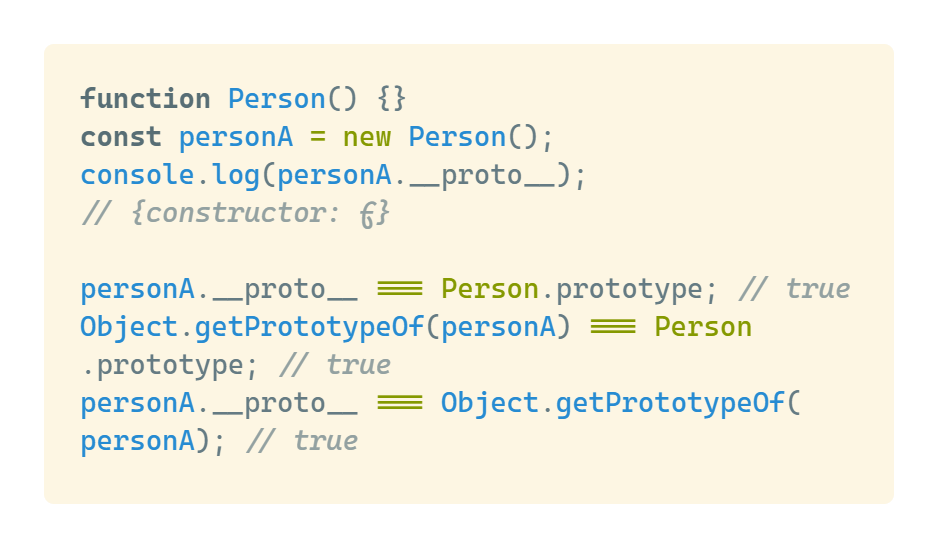 function Person() {}
const personA = new Person();
console.log(personA.__proto__);
// {constructor: ƒ}
personA.__proto__ === Person.prototype; // true
Object.getPrototypeOf(personA) === Person
.prototype; // true
personA.__proto__ === Object.getPrototypeOf(
personA); // true